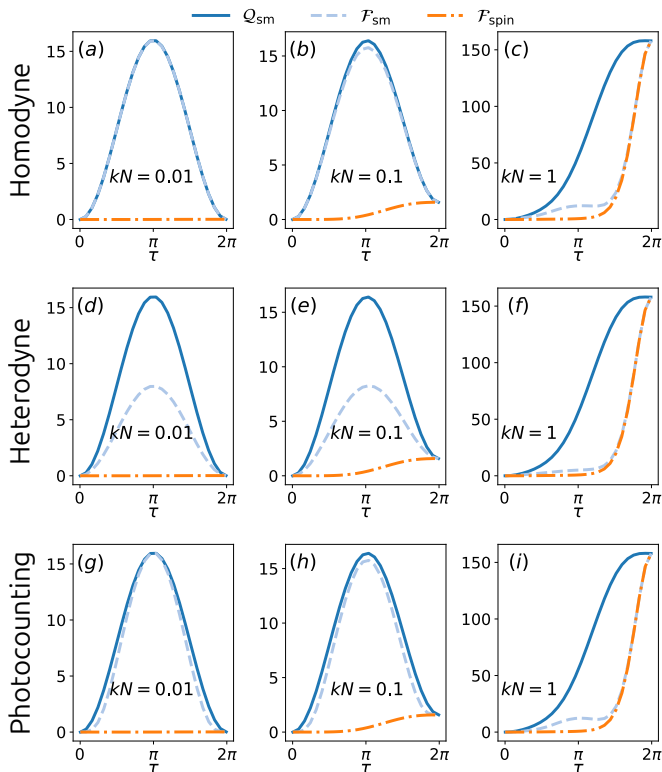 𝒬sm ℱsm ℱspin
Homodyne
(a) (b) (c)
15 15 150
10 10 100
5 5 50
kN = 0.01 kN = 0.1 kN = 1
0 0 0
0 π 2π 0 π 2π 0 π 2π
τ τ τ
Heterodyne
(d) (e) (f)
15 15 150
10 10 100
5 5 50
kN = 0.01 kN = 0.1 kN = 1
0 0 0
0 π 2π 0 π 2π 0 π 2π
τ τ τ
Photocounting
(g) (h) (i)
15 15 150
10 10 100
5 5 50
kN = 0.01 kN = 0.1 kN = 1
0 0 0
0 π 2π 0 π 2π 0 π 2π
τ τ τ